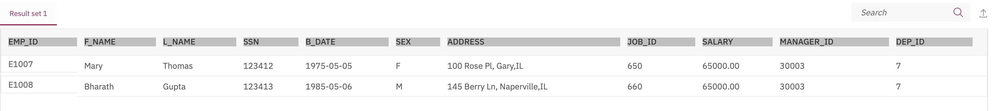 Result set 1
Search
EMP_ID F_NAME L_NAME SSN B_DATE SEX ADDRESS JOB_ID SALARY MANAGER_ID DEP_ID
E1007 Mary Thomas 123412 1975-05-05 F 100 Rose Pl, Gary,IL 650 65000.00 30003 7
E1008 Bharath Gupta 123413 1985-05-06 M 145 Berry Ln, Naperville,IL 660 65000.00 30003 7